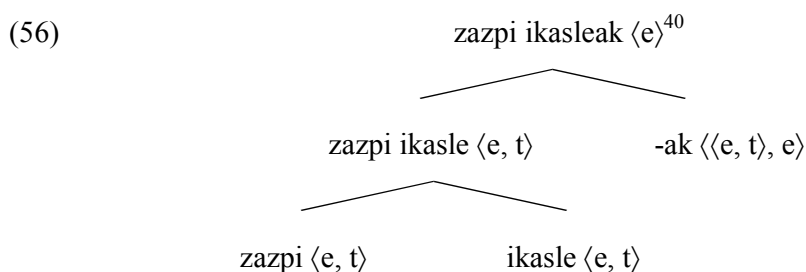 (56) zazpi ikasleak ⟨e⟩⁴⁰
zazpi ikasle ⟨e, t⟩ -ak ⟨⟨e, t⟩, e⟩
zazpi ⟨e, t⟩ ikasle ⟨e, t⟩